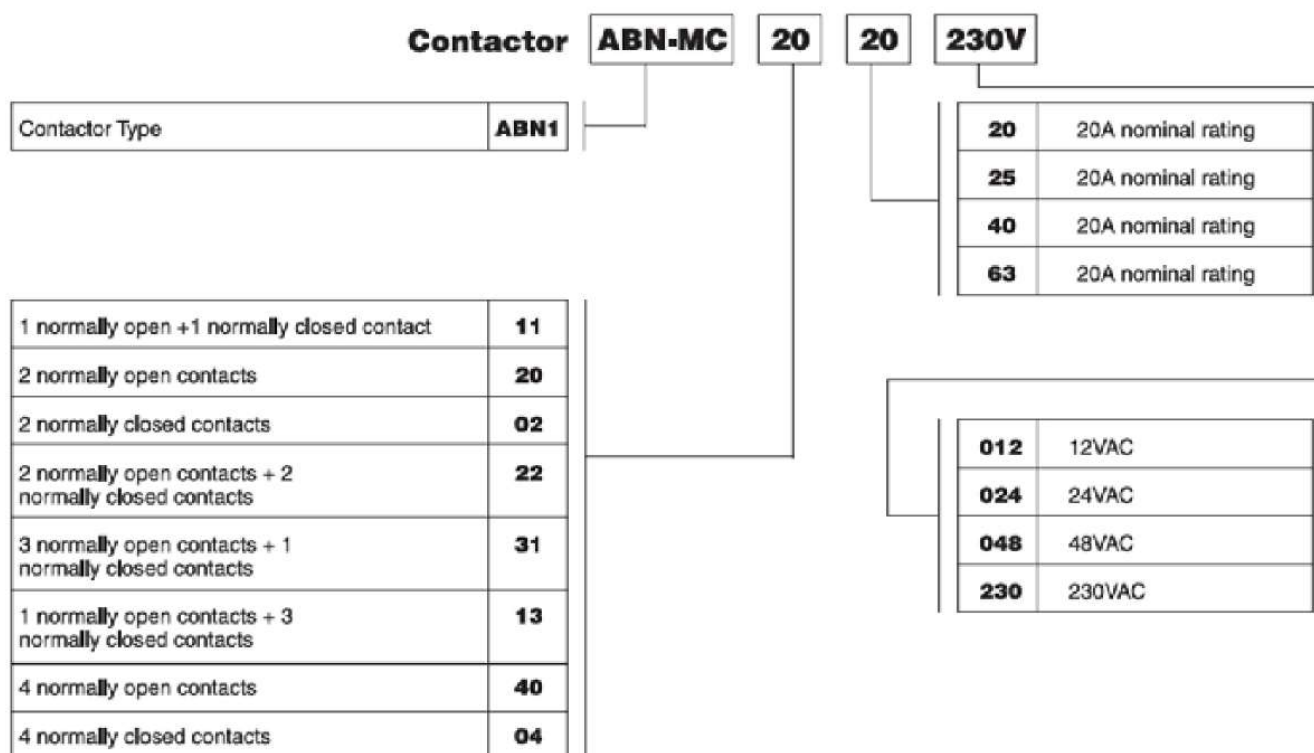 Contactor ABN-MC 20 20 230V
Contactor Type ABN1
20 20A nominal rating
25 20A nominal rating
40 20A nominal rating
63 20A nominal rating
1 normally open +1 normally closed contact 11
2 normally open contacts 20
2 normally closed contacts 02
2 normally open contacts + 2
normally closed contacts 22
3 normally open contacts + 1
normally closed contacts 31
1 normally open contacts + 3
normally closed contacts 13
4 normally open contacts 40
4 normally closed contacts 04
012 12VAC
024 24VAC
048 48VAC
230 230VAC